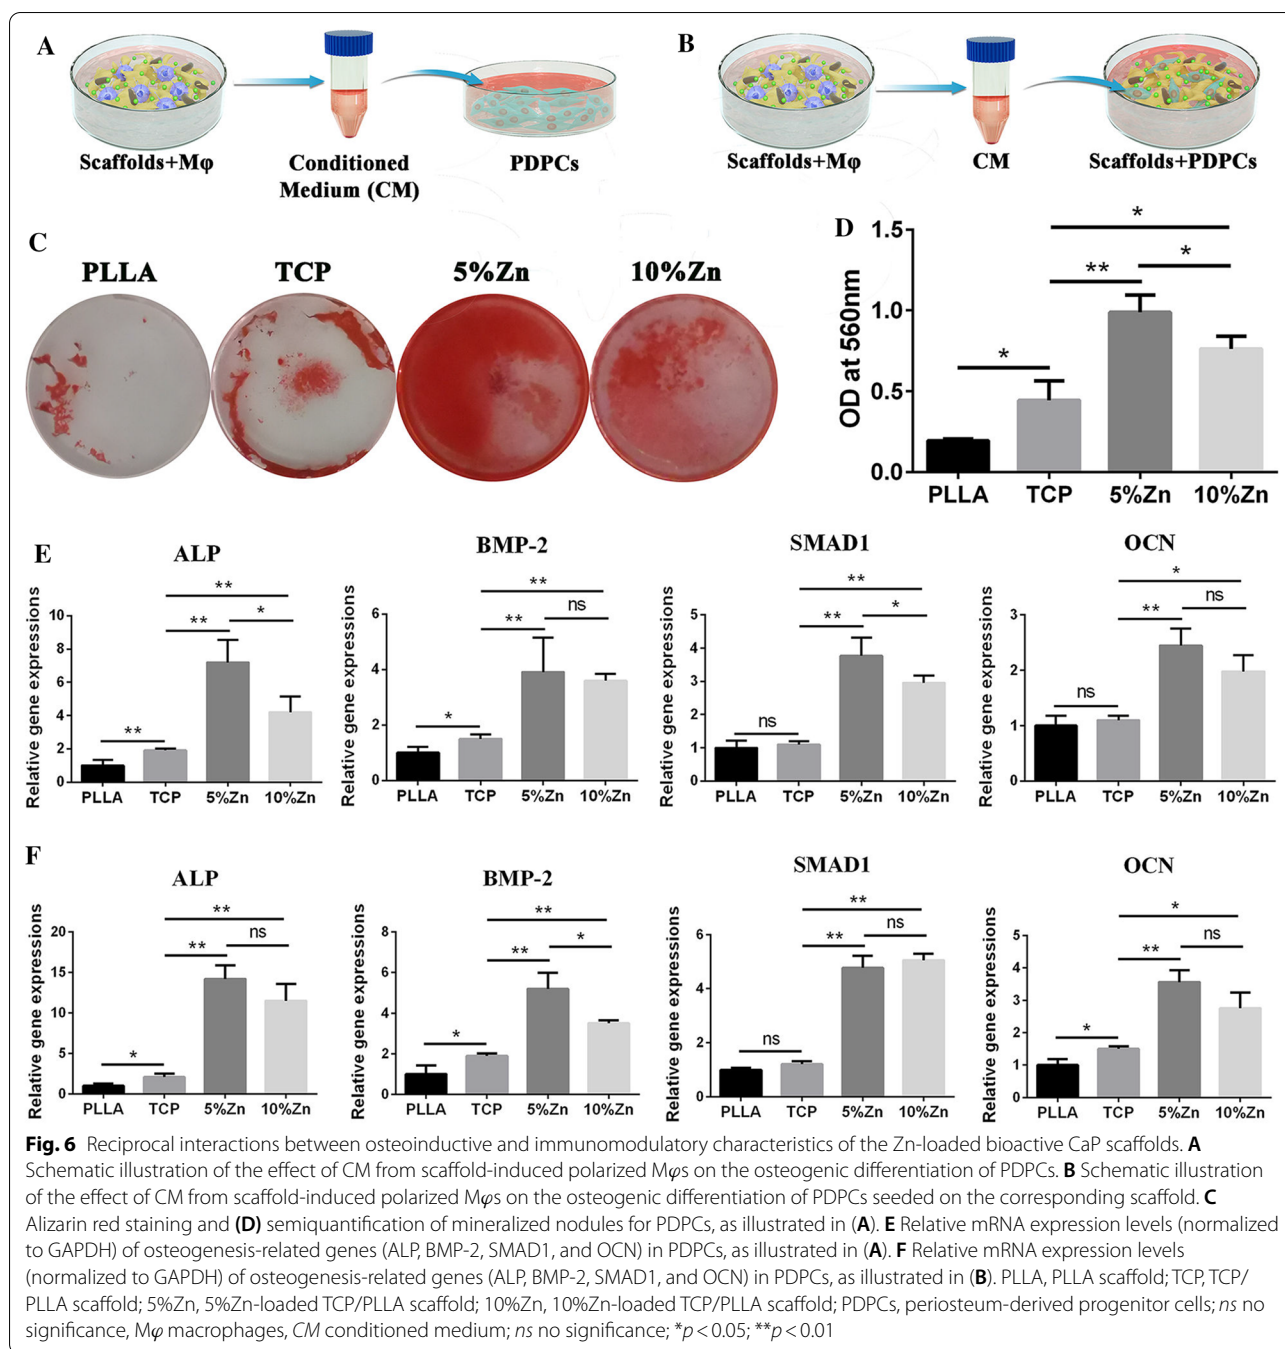 A
B
Scaffolds+Mφ
Conditioned
Medium (CM)
PDPCs
Scaffolds+Mφ
CM
Scaffolds+PDPCs
C
PLLA
TCP
5%Zn
10%Zn
D
OD at 560nm
1.5
1.0
0.5
0.0
*
**
*
*
PLLA
TCP
5%Zn
10%Zn
E
ALP
Relative gene expressions
10
8
6
4
2
0
**
**
*
**
PLLA
TCP
5%Zn
10%Zn
BMP-2
Relative gene expressions
6
4
2
0
**
**
ns
*
PLLA
TCP
5%Zn
10%Zn
SMAD1
Relative gene expressions
5
4
3
2
1
0
**
**
*
ns
PLLA
TCP
5%Zn
10%Zn
OCN
Relative gene expressions
3
2
1
0
*
**
ns
ns
PLLA
TCP
5%Zn
10%Zn
F
ALP
Relative gene expressions
20
15
10
5
0
**
**
ns
*
PLLA
TCP
5%Zn
10%Zn
BMP-2
Relative gene expressions
8
6
4
2
0
**
**
*
*
PLLA
TCP
5%Zn
10%Zn
SMAD1
Relative gene expressions
6
4
2
0
**
**
ns
ns
PLLA
TCP
5%Zn
10%Zn
OCN
Relative gene expressions
5
4
3
2
1
0
*
**
ns
*
PLLA
TCP
5%Zn
10%Zn
Fig. 6 Reciprocal interactions between osteoinductive and immunomodulatory characteristics of the Zn-loaded bioactive CaP scaffolds. A
Schematic illustration of the effect of CM from scaffold-induced polarized Mφs on the osteogenic differentiation of PDPCs. B Schematic illustration
of the effect of CM from scaffold-induced polarized Mφs on the osteogenic differentiation of PDPCs seeded on the corresponding scaffold. C
Alizarin red staining and (D) semiquantification of mineralized nodules for PDPCs, as illustrated in (A). E Relative mRNA expression levels (normalized
to GAPDH) of osteogenesis-related genes (ALP, BMP-2, SMAD1, and OCN) in PDPCs, as illustrated in (A). F Relative mRNA expression levels
(normalized to GAPDH) of osteogenesis-related genes (ALP, BMP-2, SMAD1, and OCN) in PDPCs, as illustrated in (B). PLLA, PLLA scaffold; TCP, TCP/
PLLA scaffold; 5%Zn, 5%Zn-loaded TCP/PLLA scaffold; 10%Zn, 10%Zn-loaded TCP/PLLA scaffold; PDPCs, periosteum-derived progenitor cells; ns no
significance, Mφ macrophages, CM conditioned medium; ns no significance; *p < 0.05; **p < 0.01